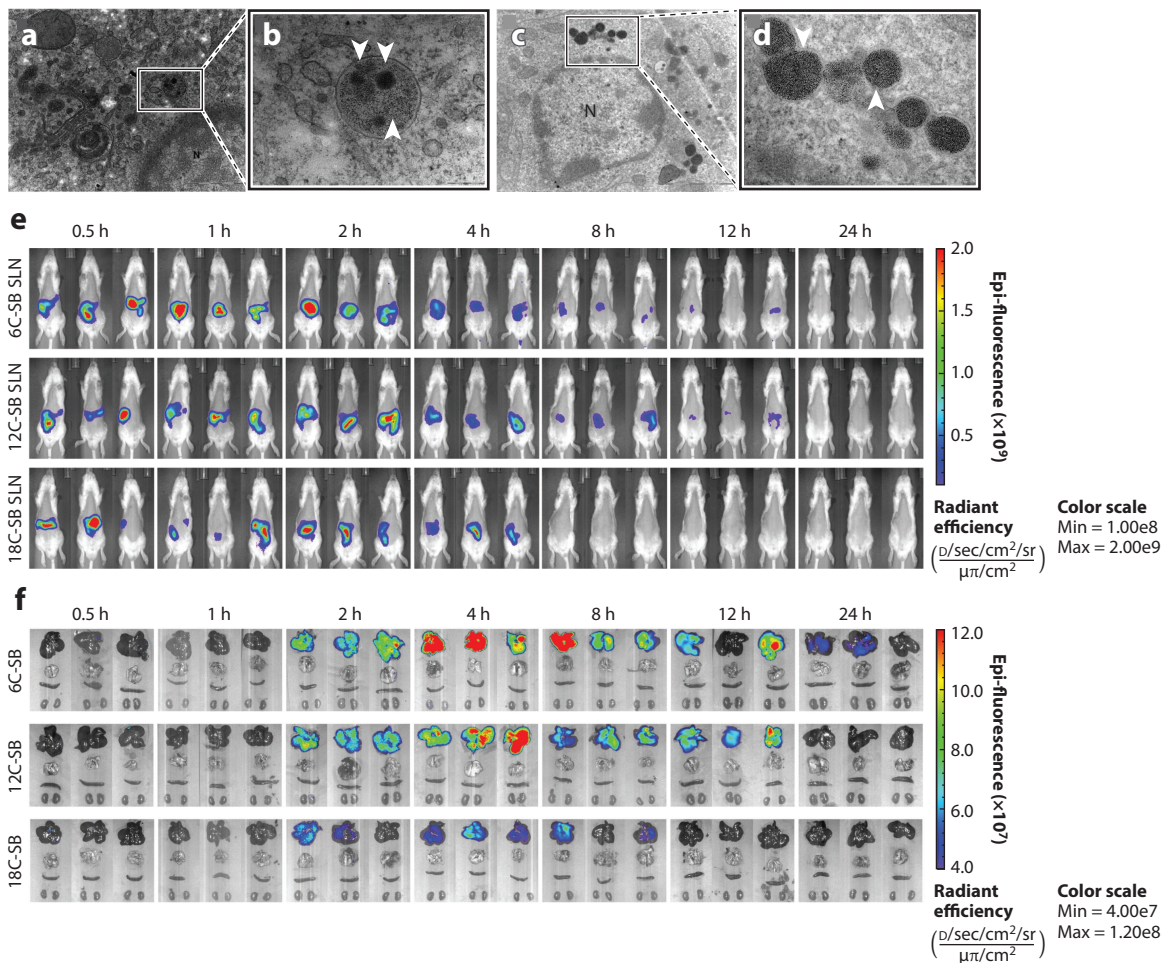 a
b
c
d
N
N
e
0.5 h 1 h 2 h 4 h 8 h 12 h 24 h
6C-SB SLN
12C-SB SLN
18C-SB SLN
2.0
1.5
1.0
0.5
Epi-fluorescence (×10⁹)
Radiant
efficiency
(D/sec/cm²/sr
μπ/cm²)
Color scale
Min = 1.00e8
Max = 2.00e9
f
0.5 h 1 h 2 h 4 h 8 h 12 h 24 h
6C-SB
12C-SB
18C-SB
12.0
10.0
8.0
6.0
4.0
Epi-fluorescence (×10⁷)
Radiant
efficiency
(D/sec/cm²/sr
μπ/cm²)
Color scale
Min = 4.00e7
Max = 1.20e8